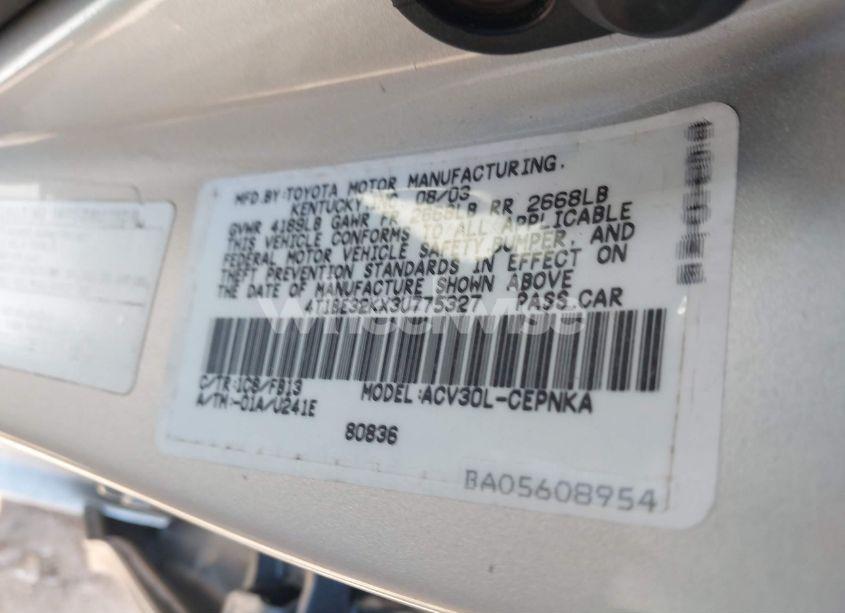 MFD.BY:TOYOTA MOTOR MANUFACTURING.
KENTUCKY, INC. 08/03
GVWR 4189LB GAWR FR 2668LB RR 2668LB
THIS VEHICLE CONFORMS TO ALL APPLICABLE
FEDERAL MOTOR VEHICLE SAFETY,BUMPER, AND
THEFT PREVENTION STANDARDS IN EFFECT ON
THE DATE OF MANUFACTURE SHOWN ABOVE
4T1BE32KX3U775327 PASS.CAR
WheelWise
C/TR:1C8/FB13 MODEL:ACV30L-CEPNKA
A/TM:-01A/U241E
80836
BA05608954